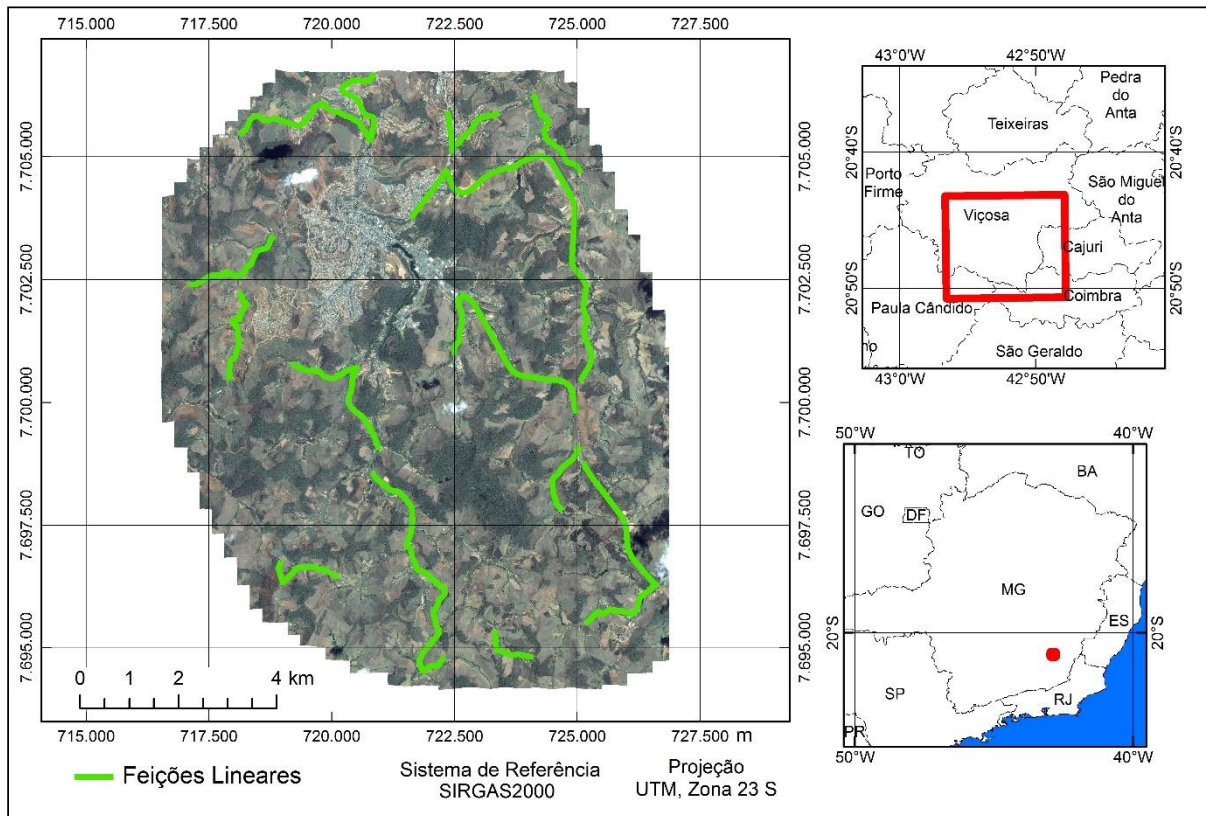 715.000 717.500 720.000 722.500 725.000 727.500
7.705.000
7.702.500
7.700.000
7.697.500
7.695.000
7.705.000
7.702.500
7.700.000
7.697.500
7.695.000
0 1 2 4 km
715.000 717.500 720.000 722.500 725.000 727.500 m
Feições Lineares
Sistema de Referência
SIRGAS2000
Projeção
UTM, Zona 23 S
43°0'W 42°50'W
20°40'S
20°50'S
Pedra
do
Anta
Teixeiras
Porto
Firme
São Miguel
do
Anta
Viçosa
Cajuri
Coimbra
Paula Cândido
no
São Geraldo
20°40'S
20°50'S
43°0'W 42°50'W
50°W 40°W
TO
BA
GO
DF
MG
ES
20°S
20°S
SP
RJ
PR
50°W 40°W